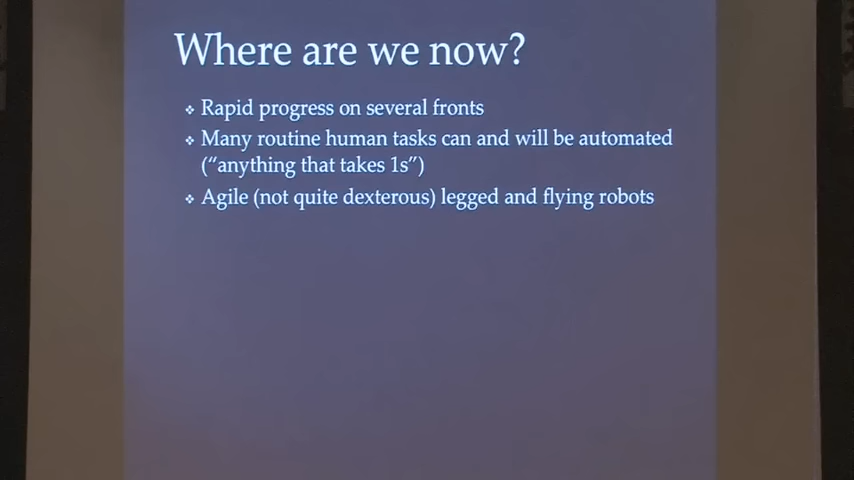 Where are we now?
❖ Rapid progress on several fronts
❖ Many routine human tasks can and will be automated
(“anything that takes 1s”)
❖ Agile (not quite dexterous) legged and flying robots